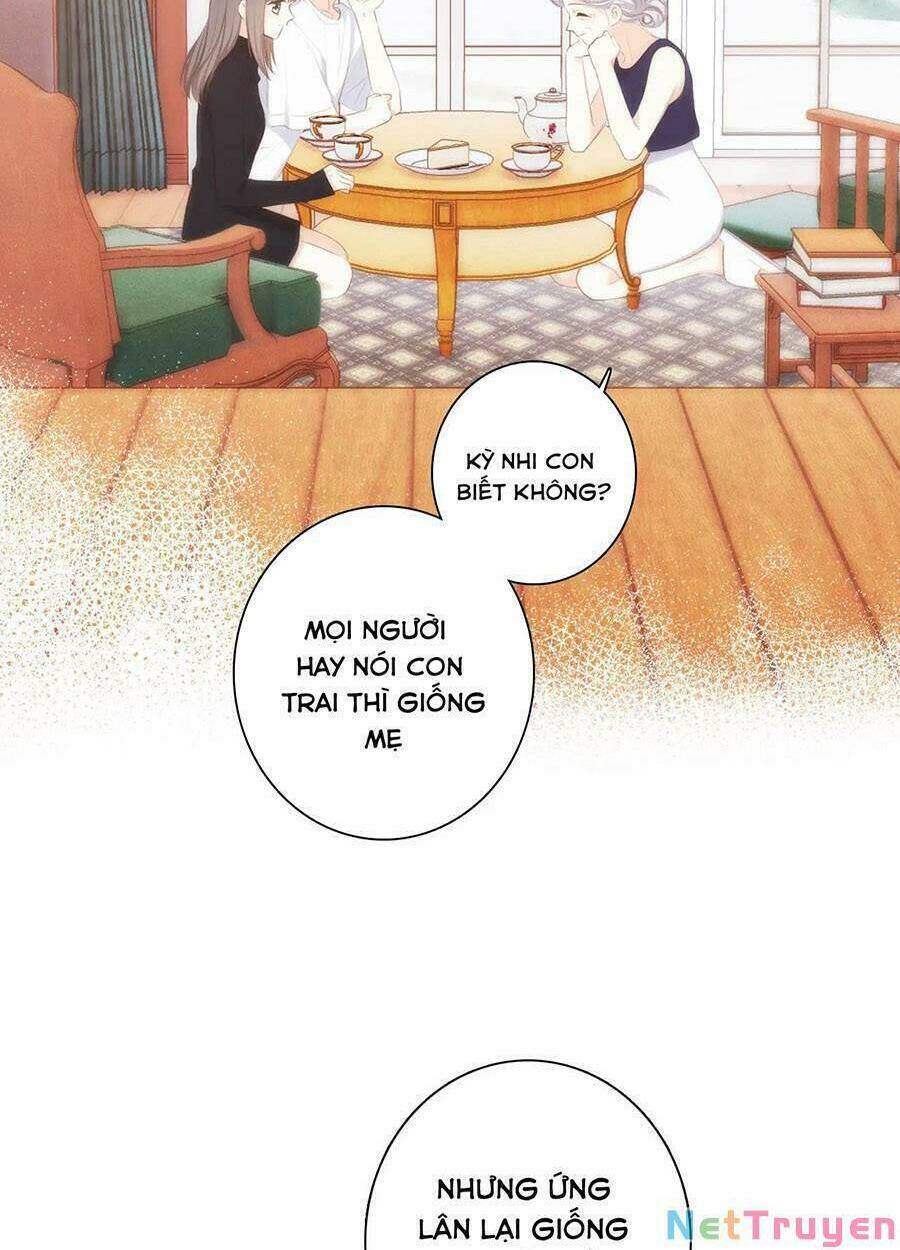 KỲ NHI CON
BIẾT KHÔNG?
MỌI NGƯỜI
HAY NÓI CON
TRAI THÌ GIỐNG
MẸ
NHƯNG ỨNG
LÂN LẠI GIỐNG
NetTruyen